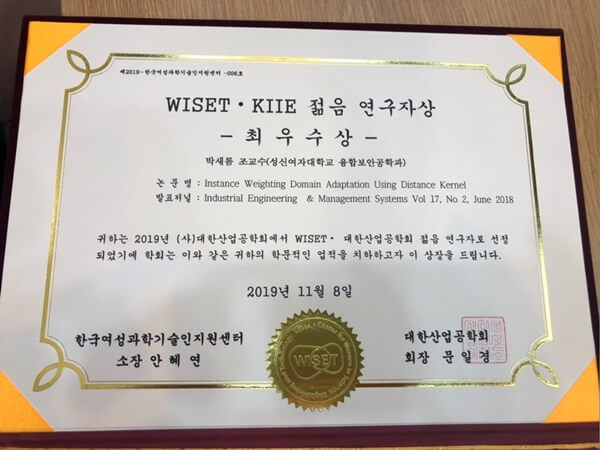 제2019-한국여성과학기술인지원센터 -006호
WISET・KIIE 젊음 연구자상
- 최우수상 -
박새롬 조교수(성신여자대학교 융합보안공학과)
논 문 명 : Instance Weighting Domain Adaptation Using Distance Kernel
발표저널 : Industrial Engineering & Management Systems Vol 17, No 2, June 2018
귀하는 2019년 (사)대한산업공학회에서 WISET・ 대한산업공학회 젊음 연구자로 선정
되었기에 학회는 이와 같은 귀하의 학문적인 업적을 치하하고자 이 상장을 드립니다.
2019년 11월 8일
한국여성과학기술인지원센터
소장 안혜연
대한산업공학회
회장 문일경
WISET